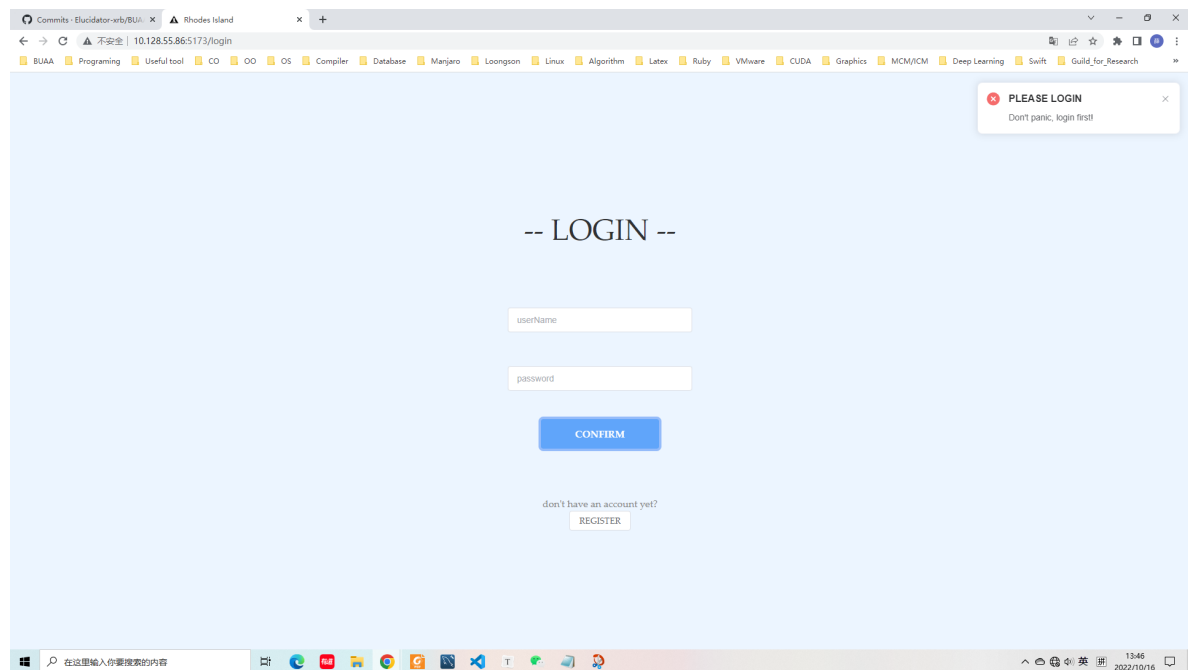 Commits · Elucidator-xrb/BUA
Rhodes Island
不安全 | 10.128.55.86:5173/login
BUAA Programing Useful tool CO OO OS Compiler Database Manjaro Loongson Linux Algorithm Latex Ruby VMware CUDA Graphics MCM/ICM Deep Learning Swift Guild_for_Research »
PLEASE LOGIN
Don't panic, login first!
-- LOGIN --
userName
password
CONFIRM
don't have an account yet?
REGISTER
在这里输入你要搜索的内容
英 拼 13:46
2022/10/16